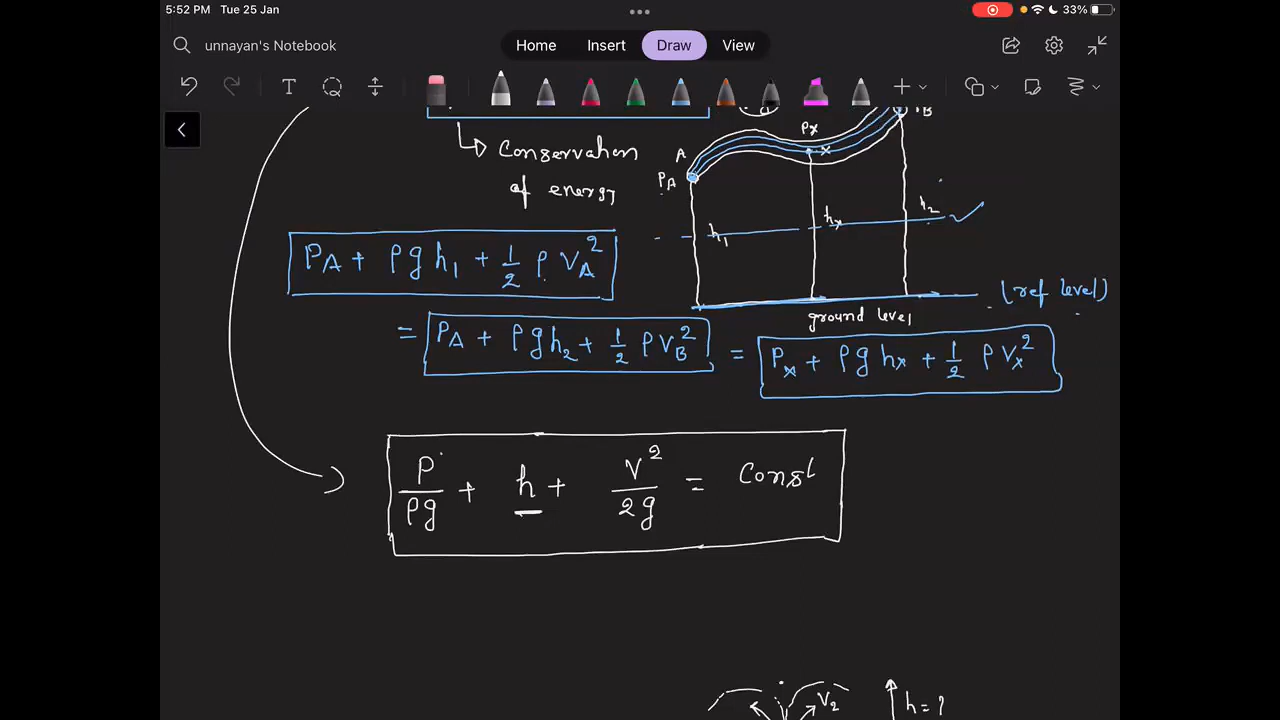 5:52 PM Tue 25 Jan
33%
unnayan's Notebook
Home Insert Draw View
Conservation
of energy
A
PA
Px
x
PB
h₁
hx
h₂
(ref level)
ground level
PA + ρgh₁ + 1/2 ρVA²
= PA + ρgh₂ + 1/2 ρVB² = Px + ρghx + 1/2 ρVx²
P/ρg + h + V²/2g = Const
V₂
h = ?